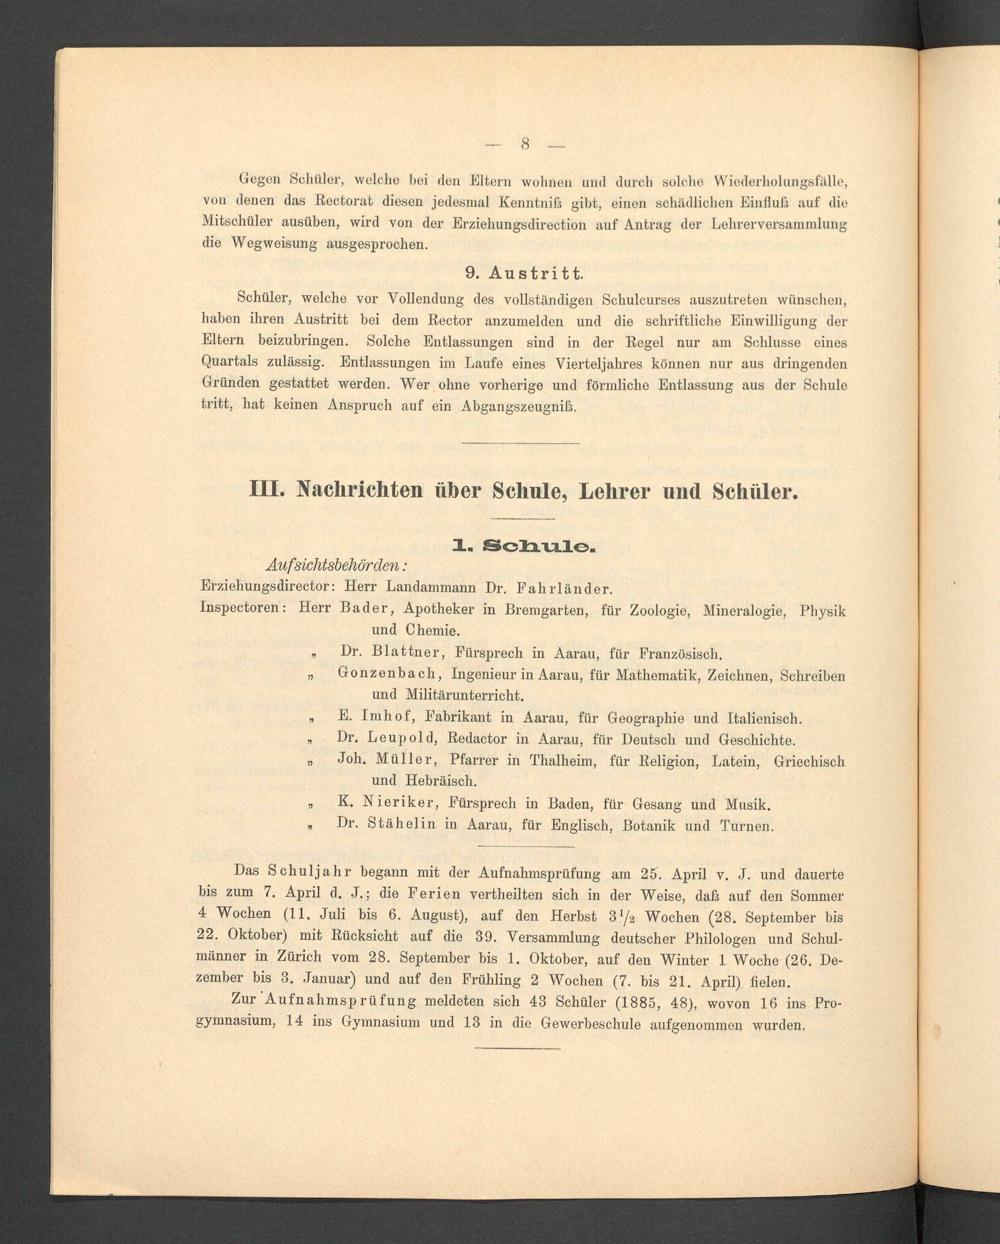 — 8 —
Gegen Schüler, welche bei den Eltern wohnen und durch solche Wiederholungsfälle,
von denen das Rectorat diesen jedesmal Kenntniß gibt, einen schädlichen Einfluß auf die
Mitschüler ausüben, wird von der Erziehungsdirection auf Antrag der Lehrerversammlung
die Wegweisung ausgesprochen.
9. Austritt.
Schüler, welche vor Vollendung des vollständigen Schulcurses auszutreten wünschen,
haben ihren Austritt bei dem Rector anzumelden und die schriftliche Einwilligung der
Eltern beizubringen. Solche Entlassungen sind in der Regel nur am Schlusse eines
Quartals zulässig. Entlassungen im Laufe eines Vierteljahres können nur aus dringenden
Gründen gestattet werden. Wer ohne vorherige und förmliche Entlassung aus der Schule
tritt, hat keinen Anspruch auf ein Abgangszeugniß.
III. Nachrichten über Schule, Lehrer und Schüler.
1. Schule.
Aufsichtsbehörden:
Erziehungsdirector: Herr Landammann Dr. Fahrländer.
Inspectoren: Herr Bader, Apotheker in Bremgarten, für Zoologie, Mineralogie, Physik
und Chemie.
„ Dr. Blattner, Fürsprech in Aarau, für Französisch.
„ Gonzenbach, Ingenieur in Aarau, für Mathematik, Zeichnen, Schreiben
und Militärunterricht.
„ E. Imhof, Fabrikant in Aarau, für Geographie und Italienisch.
„ Dr. Leupold, Redactor in Aarau, für Deutsch und Geschichte.
„ Joh. Müller, Pfarrer in Thalheim, für Religion, Latein, Griechisch
und Hebräisch.
„ K. Nieriker, Fürsprech in Baden, für Gesang und Musik.
„ Dr. Stähelin in Aarau, für Englisch, Botanik und Turnen.
Das Schuljahr begann mit der Aufnahmsprüfung am 25. April v. J. und dauerte
bis zum 7. April d. J.; die Ferien vertheilten sich in der Weise, daß auf den Sommer
4 Wochen (11. Juli bis 6. August), auf den Herbst 3 1/2 Wochen (28. September bis
22. Oktober) mit Rücksicht auf die 39. Versammlung deutscher Philologen und Schul-
männer in Zürich vom 28. September bis 1. Oktober, auf den Winter 1 Woche (26. De-
zember bis 3. Januar) und auf den Frühling 2 Wochen (7. bis 21. April) fielen.
Zur Aufnahmsprüfung meldeten sich 43 Schüler (1885, 48), wovon 16 ins Pro-
gymnasium, 14 ins Gymnasium und 13 in die Gewerbeschule aufgenommen wurden.